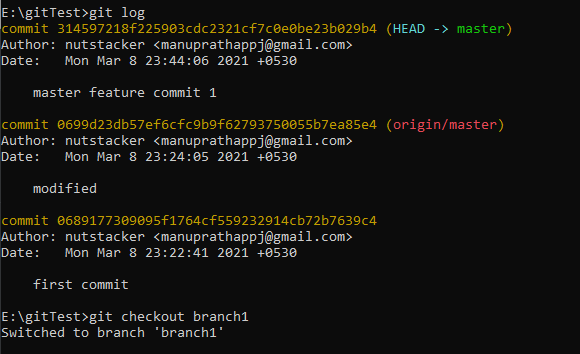 E:\gitTest>git log
commit 314597218f225903cdc2321cf7c0e0be23b029b4 (HEAD -> master)
Author: nutstacker <manuprathappj@gmail.com>
Date:   Mon Mar 8 23:44:06 2021 +0530
master feature commit 1
commit 0699d23db57ef6cfc9b9f62793750055b7ea85e4 (origin/master)
Author: nutstacker <manuprathappj@gmail.com>
Date:   Mon Mar 8 23:24:05 2021 +0530
modified
commit 0689177309095f1764cf559232914cb72b7639c4
Author: nutstacker <manuprathappj@gmail.com>
Date:   Mon Mar 8 23:22:41 2021 +0530
first commit
E:\gitTest>git checkout branch1
Switched to branch 'branch1'